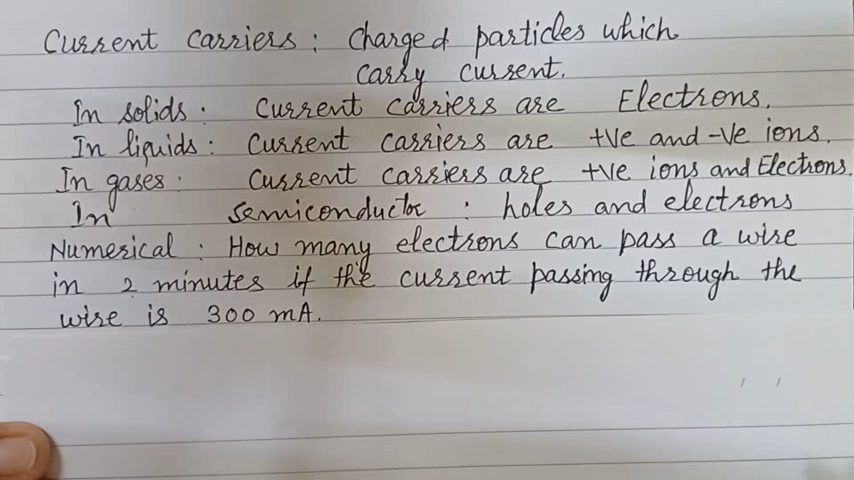 Current Carriers : Charged particles which
carry current.
In solids : Current carriers are Electrons.
In liquids : Current carriers are +ve and -ve ions.
In gases : Current carriers are +ve ions and Electrons.
In semiconductor : holes and electrons
Numerical : How many electrons can pass a wire
in 2 minutes if the current passing through the
wire is 300 mA.